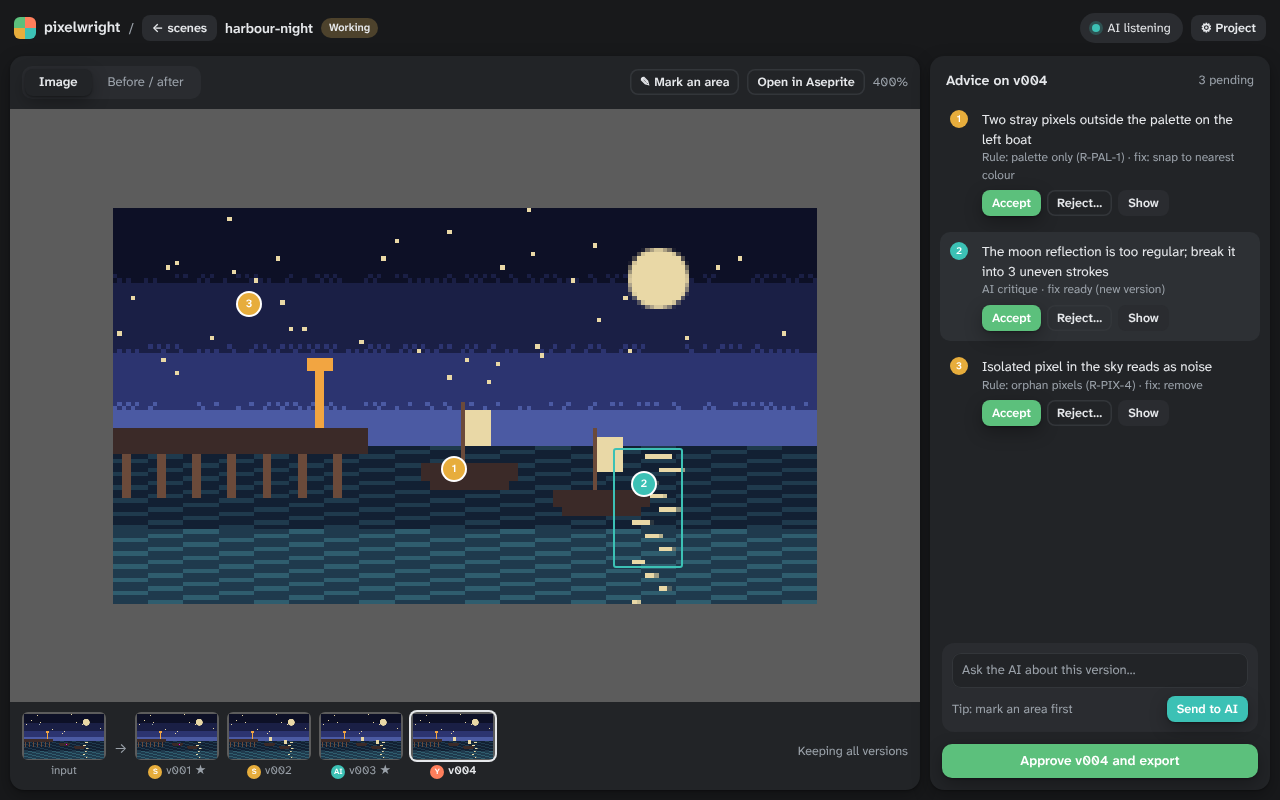 pixelwright / ← scenes harbour-night Working
AI listening ⚙ Project
Image Before / after
✎ Mark an area Open in Aseprite 400%
3
1
2
input → S v001 ★ S v002 AI v003 ★ Y v004
Keeping all versions
Advice on v004 3 pending
1 Two stray pixels outside the palette on the
left boat
Rule: palette only (R-PAL-1) · fix: snap to nearest
colour
Accept Reject... Show
2 The moon reflection is too regular; break it
into 3 uneven strokes
AI critique · fix ready (new version)
Accept Reject... Show
3 Isolated pixel in the sky reads as noise
Rule: orphan pixels (R-PIX-4) · fix: remove
Accept Reject... Show
Ask the AI about this version...
Tip: mark an area first Send to AI
Approve v004 and export